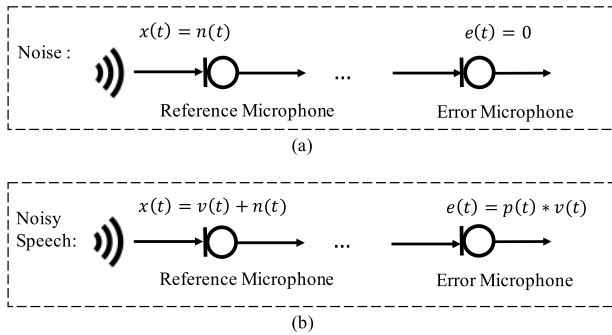 x(t) = n(t)
e(t) = 0
Noise :
...
Reference Microphone
Error Microphone
(a)
x(t) = v(t) + n(t)
e(t) = p(t) * v(t)
Noisy
Speech:
...
Reference Microphone
Error Microphone
(b)